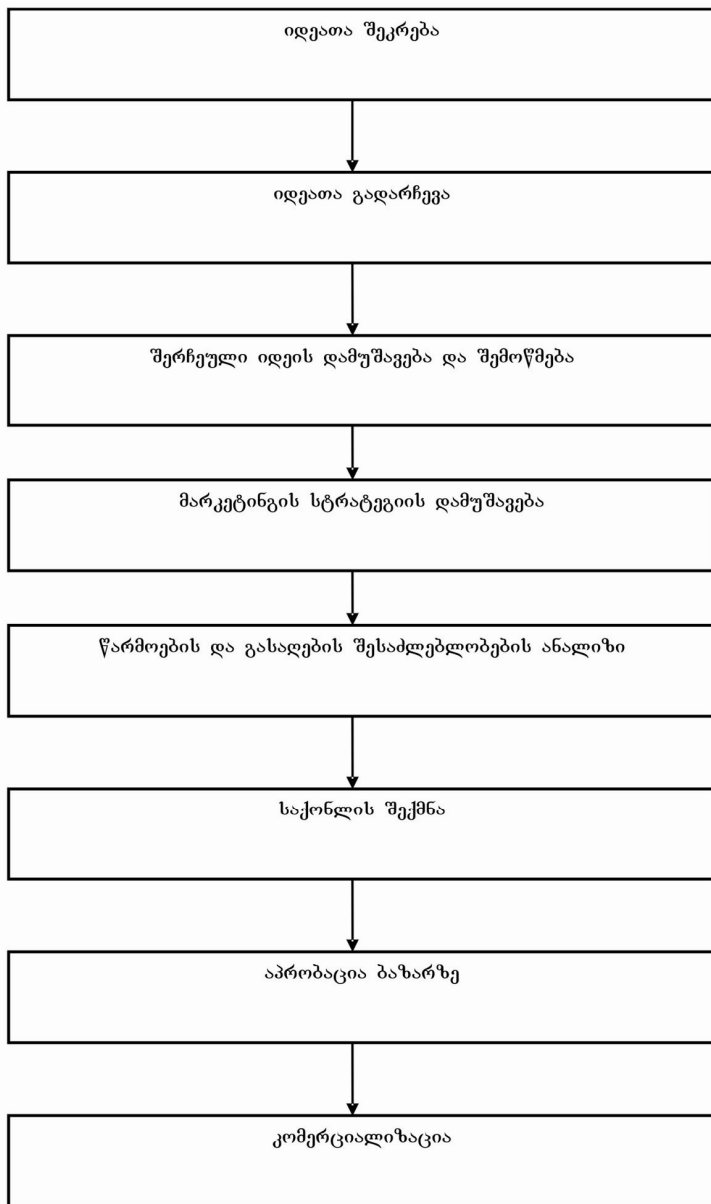 იდეათა შეკრება
იდეათა გადარჩევა
შერჩეული იდეის დამუშავება და შემოწმება
მარკეტინგის სტრატეგიის დამუშავება
წარმოების და გასაღების შესაძლებლობების ანალიზი
საქონლის შექმნა
აპრობაცია ბაზარზე
კომერციალიზაცია